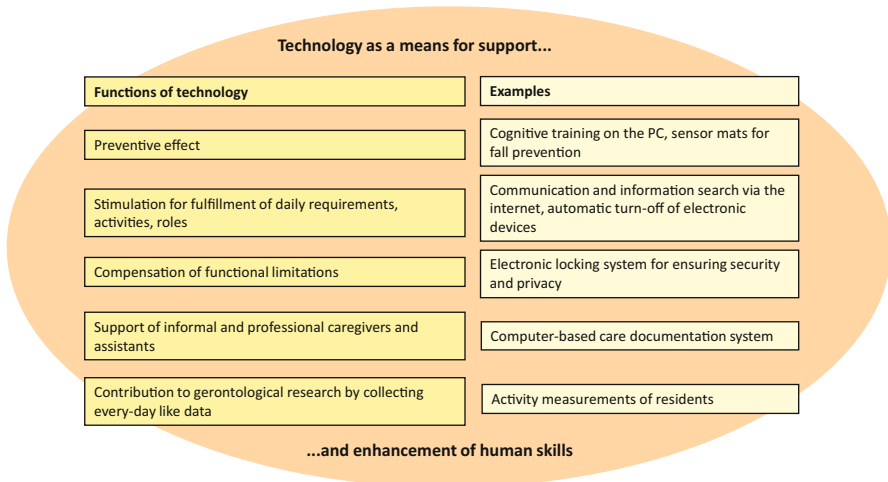 Technology as a means for support...
Functions of technology
Examples
Preventive effect
Cognitive training on the PC, sensor mats for
fall prevention
Stimulation for fulfillment of daily requirements,
activities, roles
Communication and information search via the
internet, automatic turn-off of electronic
devices
Compensation of functional limitations
Electronic locking system for ensuring security
and privacy
Support of informal and professional caregivers and
assistants
Computer-based care documentation system
Contribution to gerontological research by collecting
every-day like data
Activity measurements of residents
...and enhancement of human skills